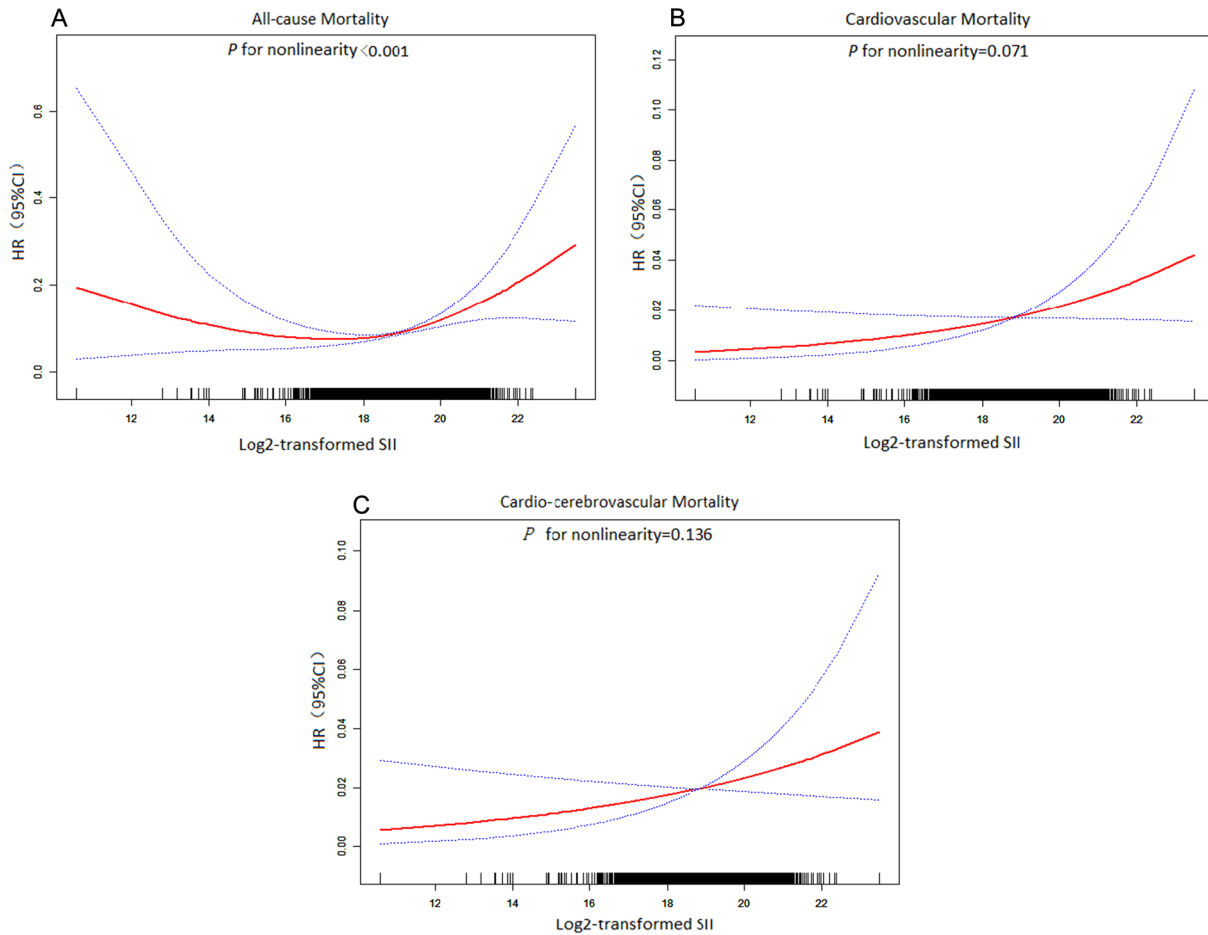 A
All-cause Mortality
P for nonlinearity<0.001
HR（95%CI）
0.0 0.2 0.4 0.6
12 14 16 18 20 22
Log2-transformed SII
B
Cardiovascular Mortality
P for nonlinearity=0.071
HR（95%CI）
0.00 0.02 0.04 0.06 0.08 0.10 0.12
12 14 16 18 20 22
Log2-transformed SII
C
Cardio-cerebrovascular Mortality
P for nonlinearity=0.136
HR（95%CI）
0.00 0.02 0.04 0.06 0.08 0.10
12 14 16 18 20 22
Log2-transformed SII